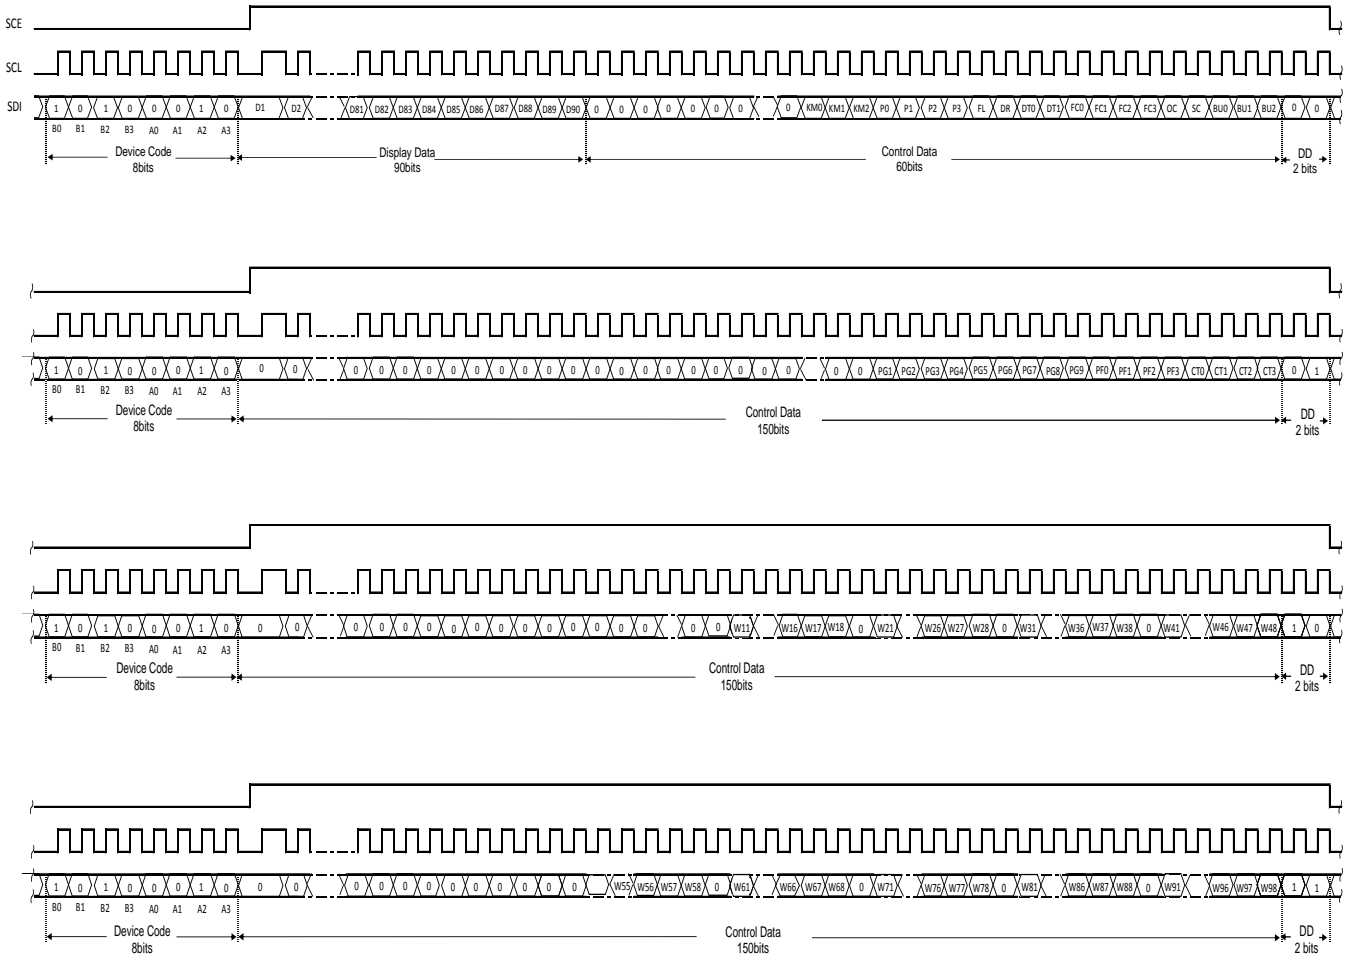 SCE
SCL
SDI 1 0 1 0 0 0 1 0 D1 D2 D81 D82 D83 D84 D85 D86 D87 D88 D89 D90 0 0 0 0 0 0 0 0 KM0 KM1 KM2 P0 P1 P2 P3 FL DR DT0 DT1 FC0 FC1 FC2 FC3 OC SC BU0 BU1 BU2 0 0
B0 B1 B2 B3 A0 A1 A2 A3
Device Code Display Data Control Data DD
8bits 90bits 60bits 2 bits
1 0 1 0 0 0 1 0 0 0 0 0 0 0 0 0 0 0 0 0 0 0 0 0 0 0 0 0 0 0 0 0 PG1 PG2 PG3 PG4 PG5 PG6 PG7 PG8 PG9 PF0 PF1 PF2 PF3 CT0 CT1 CT2 CT3 0 1
B0 B1 B2 B3 A0 A1 A2 A3
Device Code Control Data DD
8bits 150bits 2 bits
1 0 1 0 0 0 1 0 0 0 0 0 0 0 0 0 0 0 0 0 0 0 0 0 0 0 W11 W16 W17 W18 0 W21 W26 W27 W28 0 W31 W36 W37 W38 0 W41 W46 W47 W48 1 0
B0 B1 B2 B3 A0 A1 A2 A3
Device Code Control Data DD
8bits 150bits 2 bits
1 0 1 0 0 0 1 0 0 0 0 0 0 0 0 0 0 0 0 0 0 W55 W56 W57 W58 0 W61 W66 W67 W68 0 W71 W76 W77 W78 0 W81 W86 W87 W88 0 W91 W96 W97 W98 1 1
B0 B1 B2 B3 A0 A1 A2 A3
Device Code Control Data DD
8bits 150bits 2 bits